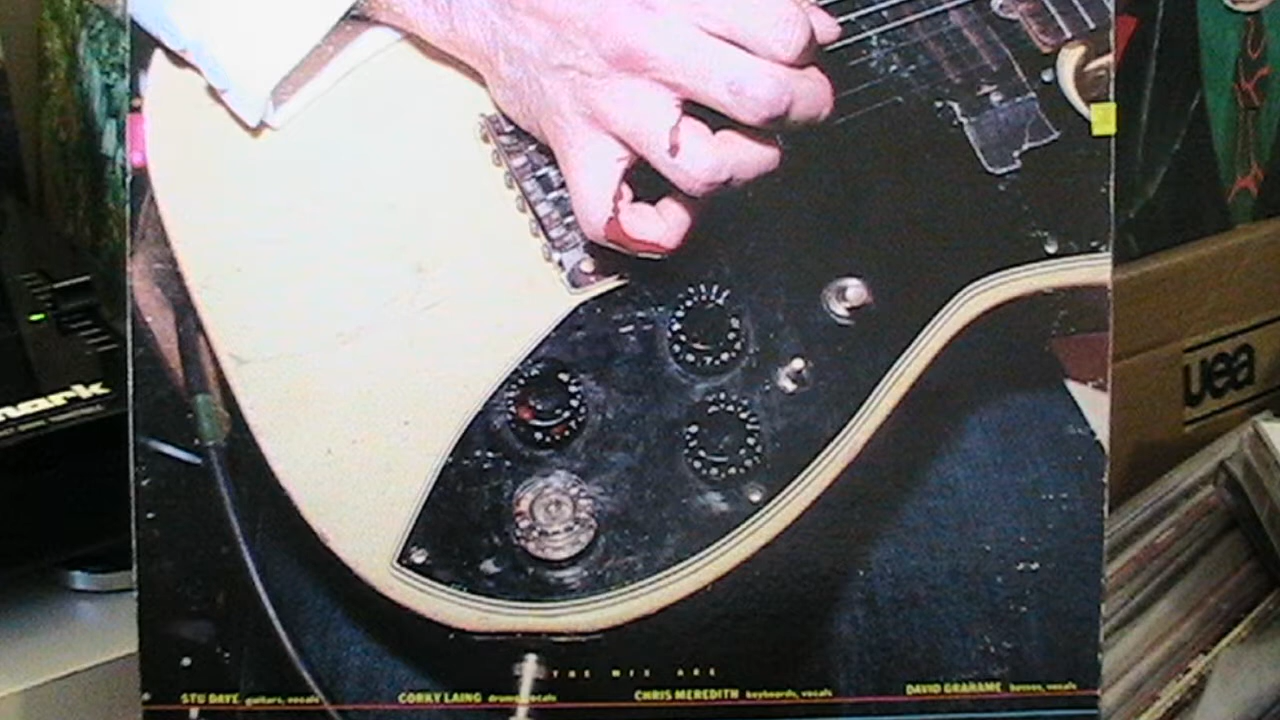 THE MIX ARE
STU DAYE guitars, vocals CORKY LAING drums, vocals CHRIS MEREDITH keyboards, vocals DAVID GRAHAME basses, vocals
uea